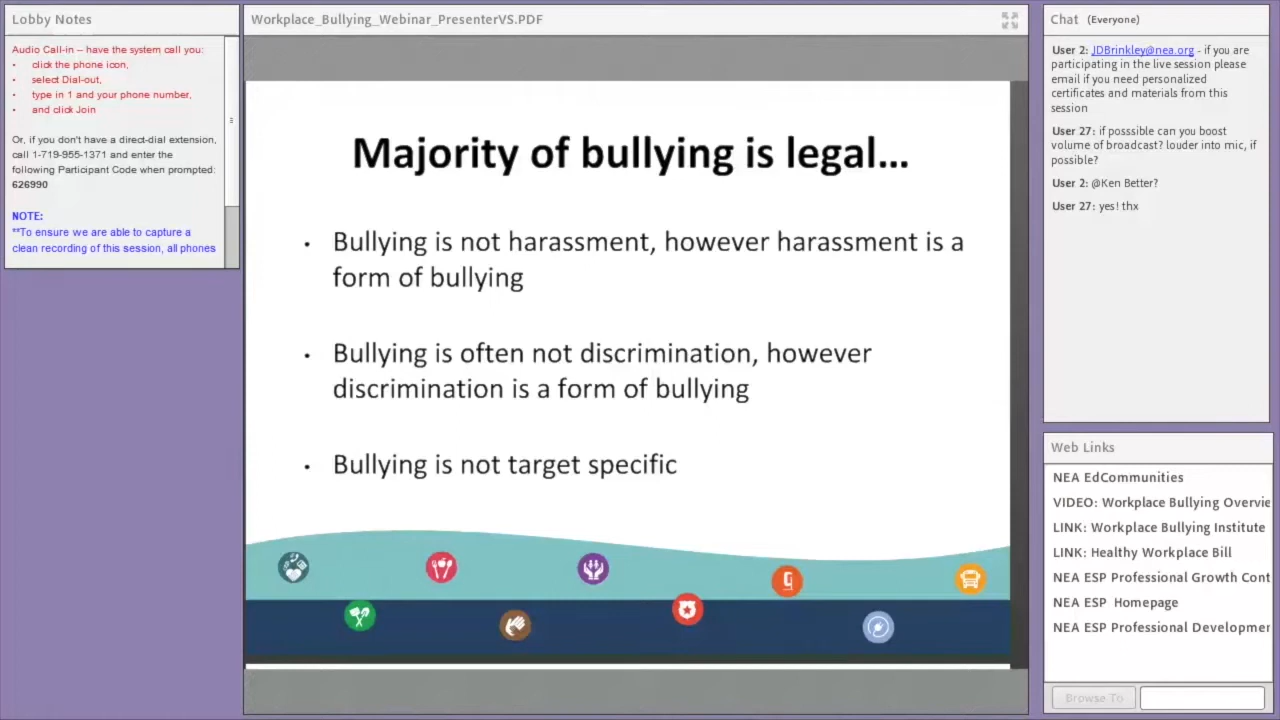 Lobby Notes
Audio Call-in – have the system call you:
• click the phone icon,
• select Dial-out,
• type in 1 and your phone number,
• and click Join
Or, if you don't have a direct-dial extension,
call 1-719-955-1371 and enter the
following Participant Code when prompted:
626990
NOTE:
**To ensure we are able to capture a
clean recording of this session, all phones
Workplace_Bullying_Webinar_PresenterVS.PDF
Majority of bullying is legal...
• Bullying is not harassment, however harassment is a
form of bullying
• Bullying is often not discrimination, however
discrimination is a form of bullying
• Bullying is not target specific
Chat (Everyone)
User 2: JDBrinkley@nea.org - if you are
participating in the live session please
email if you need personalized
certificates and materials from this
session
User 27: if posssible can you boost
volume of broadcast? louder into mic, if
possible?
User 2: @Ken Better?
User 27: yes! thx
Web Links
NEA EdCommunities
VIDEO: Workplace Bullying Overvie
LINK: Workplace Bullying Institute
LINK: Healthy Workplace Bill
NEA ESP Professional Growth Cont
NEA ESP Homepage
NEA ESP Professional Developmer
Browse To